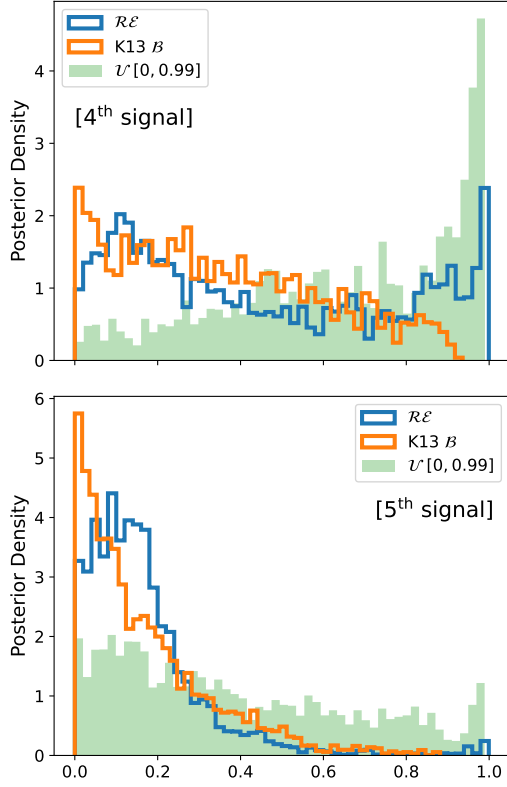 ℛℰ
K13 ℬ
𝒰 [0, 0.99]
[4th signal]
Posterior Density
4
3
2
1
0
ℛℰ
K13 ℬ
𝒰 [0, 0.99]
[5th signal]
Posterior Density
6
5
4
3
2
1
0
0.0 0.2 0.4 0.6 0.8 1.0